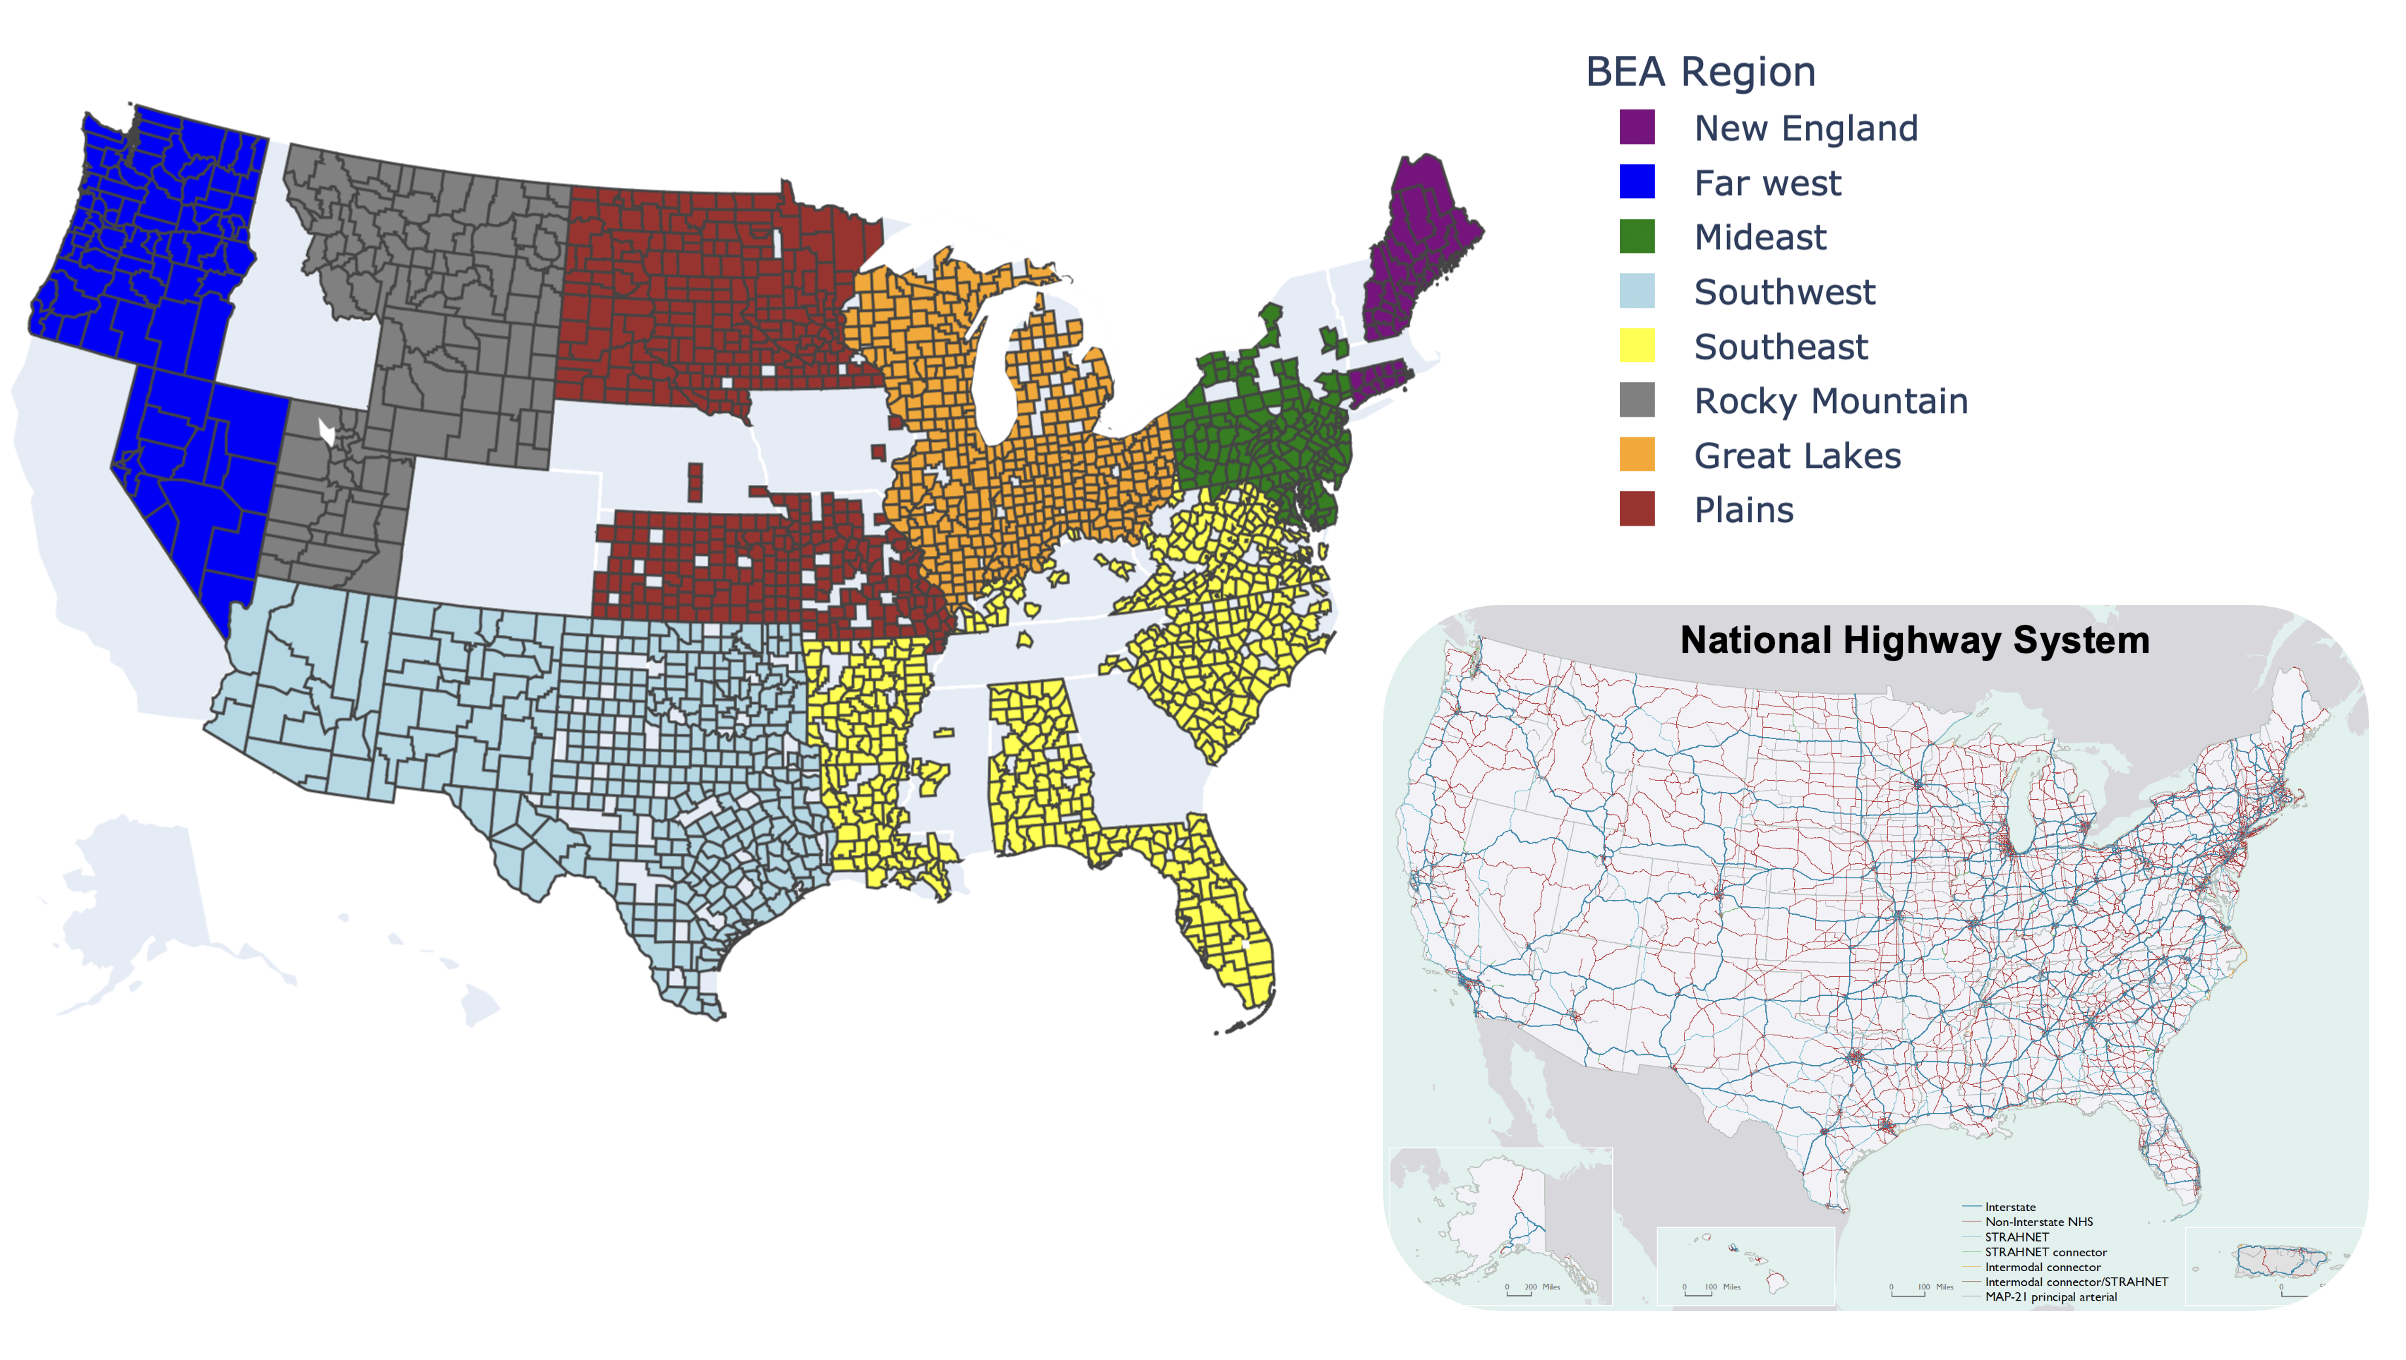 BEA Region
New England
Far west
Mideast
Southwest
Southeast
Rocky Mountain
Great Lakes
Plains
National Highway System
Interstate
Non-Interstate NHS
STRAHNET
STRAHNET connector
Intermodal connector
Intermodal connector/STRAHNET
MAP-21 principal arterial
0 200 Miles
0 100 Miles
0 100 Miles
0